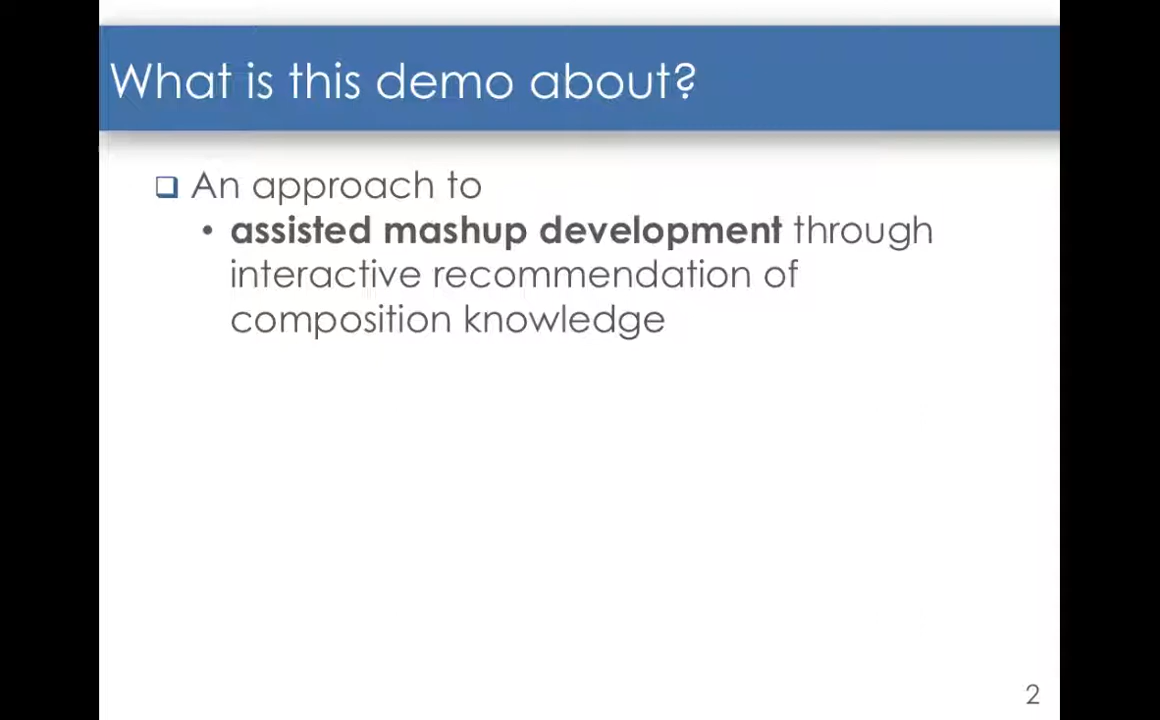 What is this demo about?
An approach to
• assisted mashup development through
interactive recommendation of
composition knowledge
2